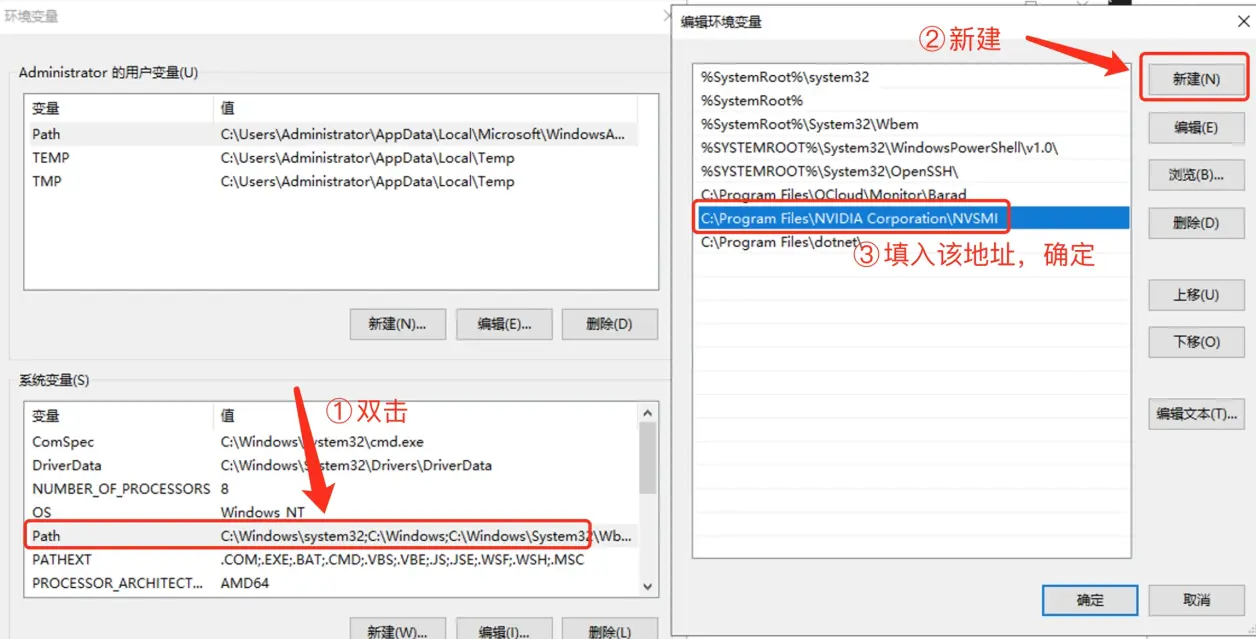 环境变量
Administrator 的用户变量(U)
变量 值
Path C:\Users\Administrator\AppData\Local\Microsoft\WindowsA...
TEMP C:\Users\Administrator\AppData\Local\Temp
TMP C:\Users\Administrator\AppData\Local\Temp
新建(N)... 编辑(E)... 删除(D)
系统变量(S)
①双击
变量 值
ComSpec C:\Windows\system32\cmd.exe
DriverData C:\Windows\System32\Drivers\DriverData
NUMBER_OF_PROCESSORS 8
OS Windows_NT
Path C:\Windows\system32;C:\Windows;C:\Windows\System32\Wb...
PATHEXT .COM;.EXE;.BAT;.CMD;.VBS;.VBE;.JS;.JSE;.WSF;.WSH;.MSC
PROCESSOR_ARCHITECT... AMD64
新建(W)... 编辑(I)... 删除(L)
编辑环境变量
②新建
%SystemRoot%\system32
%SystemRoot%
%SystemRoot%\System32\Wbem
%SYSTEMROOT%\System32\WindowsPowerShell\v1.0\
%SYSTEMROOT%\System32\OpenSSH\
C:\Program Files\QCloud\Monitor\Barad
C:\Program Files\NVIDIA Corporation\NVSMI
C:\Program Files\dotnet\
③填入该地址，确定
新建(N)
编辑(E)
浏览(B)...
删除(D)
上移(U)
下移(O)
编辑文本(T)...
确定 取消